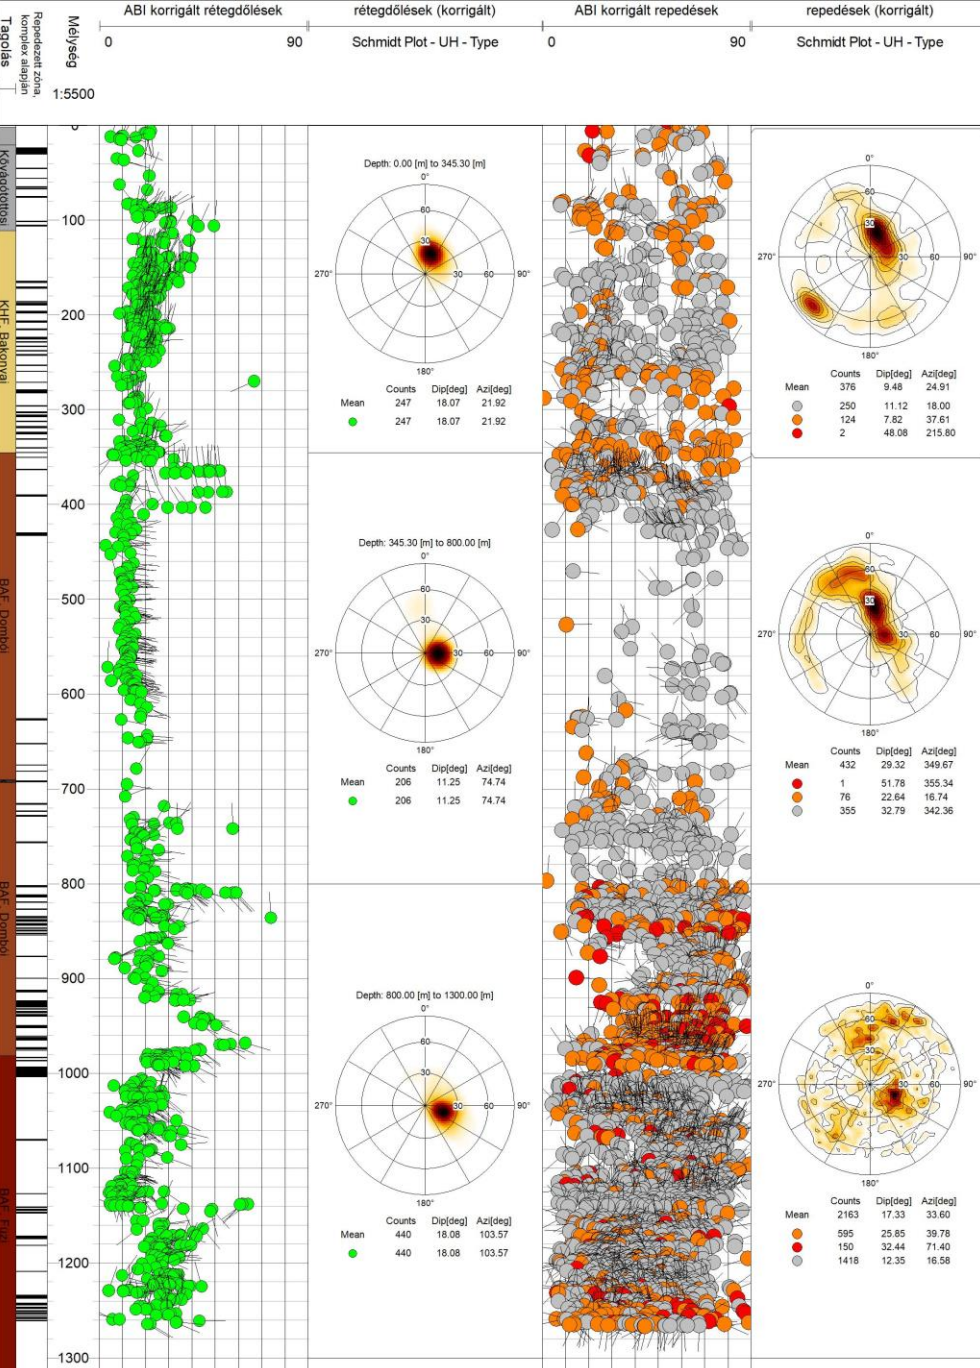 ABI korrigált rétegdőlések
rétegdőlések (korrigált)
ABI korrigált repedések
repedések (korrigált)
Tagolás
Repedezett zóna,
komplex alapján
Mélység
0 90
Schmidt Plot - UH - Type
0 90
Schmidt Plot - UH - Type
1:5500
Kővágótöttösi
KHF, Bakonyai
BAF, Dombói
BAF, Dombói
BAF, Fűzi
0
100
200
300
400
500
600
700
800
900
1000
1100
1200
1300
Depth: 0.00 [m] to 345.30 [m]
0°
60
30
270° 30 60 90°
180°
Counts Dip[deg] Azi[deg]
Mean 247 18.07 21.92
247 18.07 21.92
Depth: 345.30 [m] to 800.00 [m]
0°
60
30
270° 30 60 90°
180°
Counts Dip[deg] Azi[deg]
Mean 206 11.25 74.74
206 11.25 74.74
Depth: 800.00 [m] to 1300.00 [m]
0°
60
30
270° 30 60 90°
180°
Counts Dip[deg] Azi[deg]
Mean 440 18.08 103.57
440 18.08 103.57
0°
60
30
270° 30 60 90°
180°
Counts Dip[deg] Azi[deg]
Mean 376 9.48 24.91
250 11.12 18.00
124 7.82 37.61
2 48.08 215.80
0°
60
30
270° 30 60 90°
180°
Counts Dip[deg] Azi[deg]
Mean 432 29.32 349.67
1 51.78 355.34
76 22.64 16.74
355 32.79 342.36
0°
60
30
270° 30 60 90°
180°
Counts Dip[deg] Azi[deg]
Mean 2163 17.33 33.60
595 25.85 39.78
150 32.44 71.40
1418 12.35 16.58